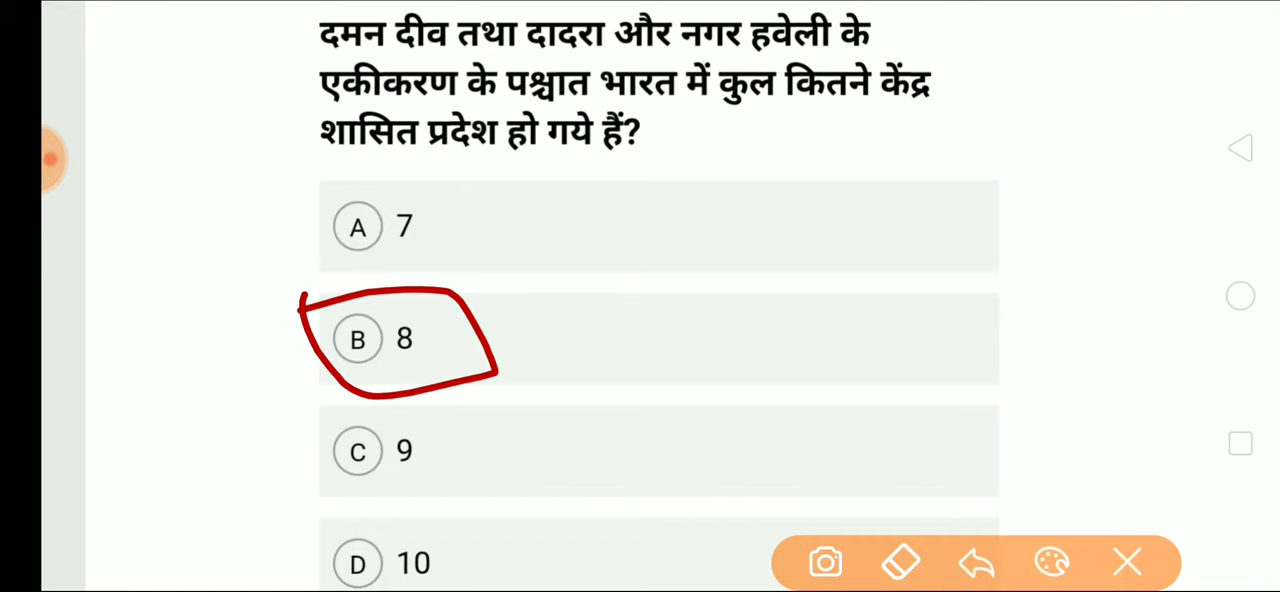 दमन दीव तथा दादरा और नगर हवेली के
एकीकरण के पश्चात भारत में कुल कितने केंद्र
शासित प्रदेश हो गये हैं?
A 7
B 8
C 9
D 10